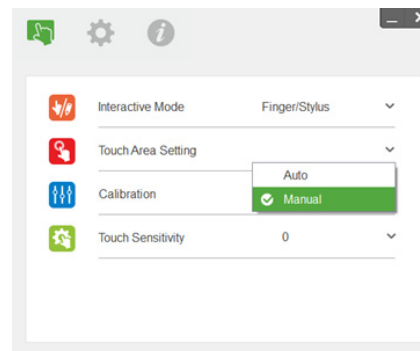 Interactive Mode Finger/Stylus
Touch Area Setting
Auto
Calibration
Manual
Touch Sensitivity 0